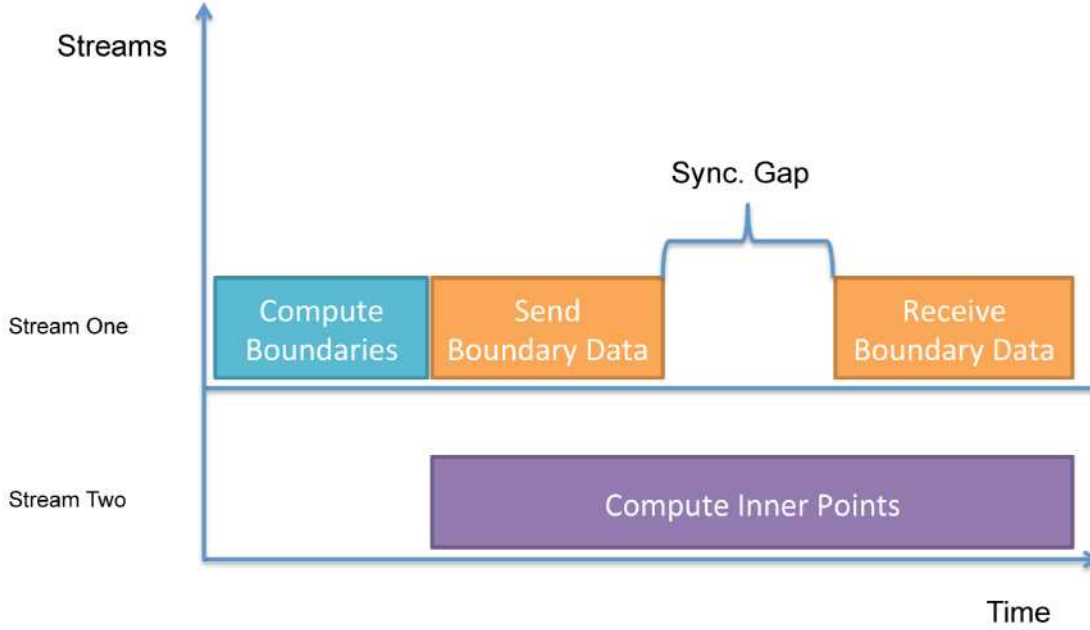 Streams
Sync. Gap
Stream One
Compute
Boundaries
Send
Boundary Data
Receive
Boundary Data
Stream Two
Compute Inner Points
Time